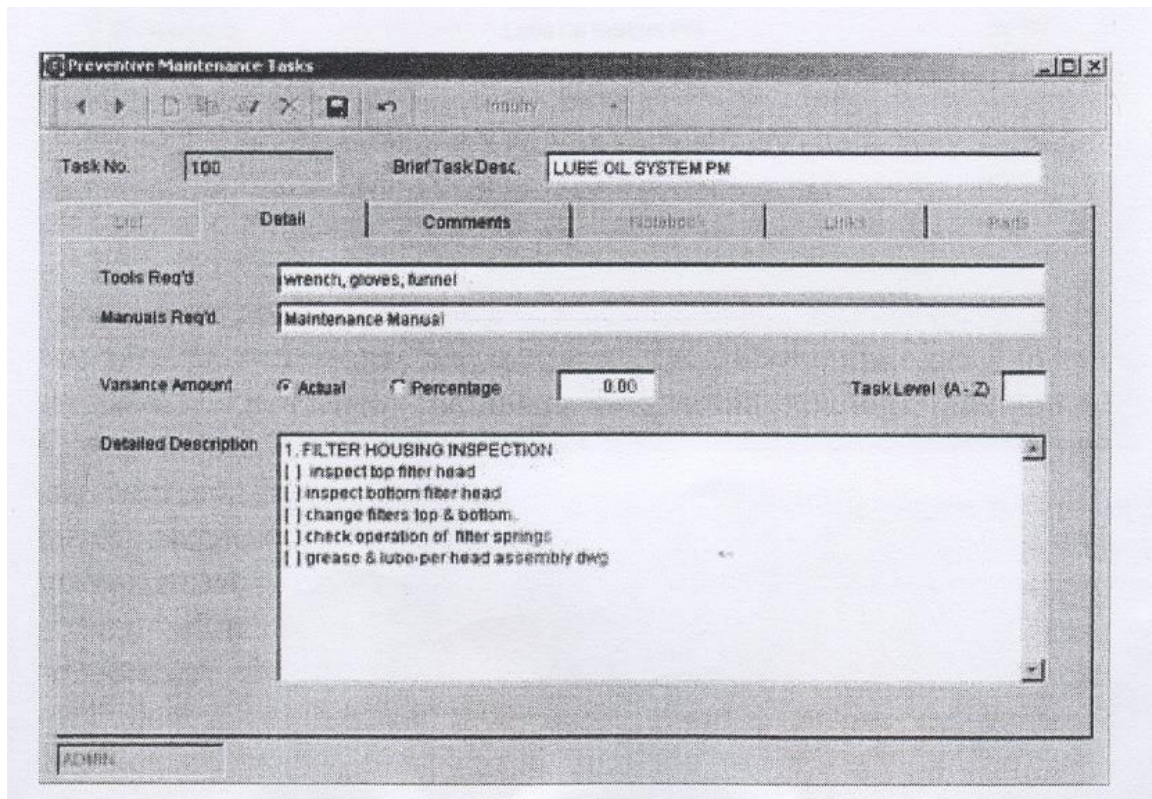 Preventive Maintenance Tasks
Inquiry
Task No. 100 Brief Task Desc. LUBE OIL SYSTEM PM
List Detail Comments Notebook Links Parts
Tools Req'd wrench, gloves, funnel
Manuals Req'd. Maintenance Manual
Variance Amount Actual Percentage 0.00 Task Level (A - Z)
Detailed Description
1. FILTER HOUSING INSPECTION
[ ] inspect top filter head
[ ] inspect bottom filter head
[ ] change filters top & bottom.
[ ] check operation of filter springs
[ ] grease & lube per head assembly dwg
ADMIN